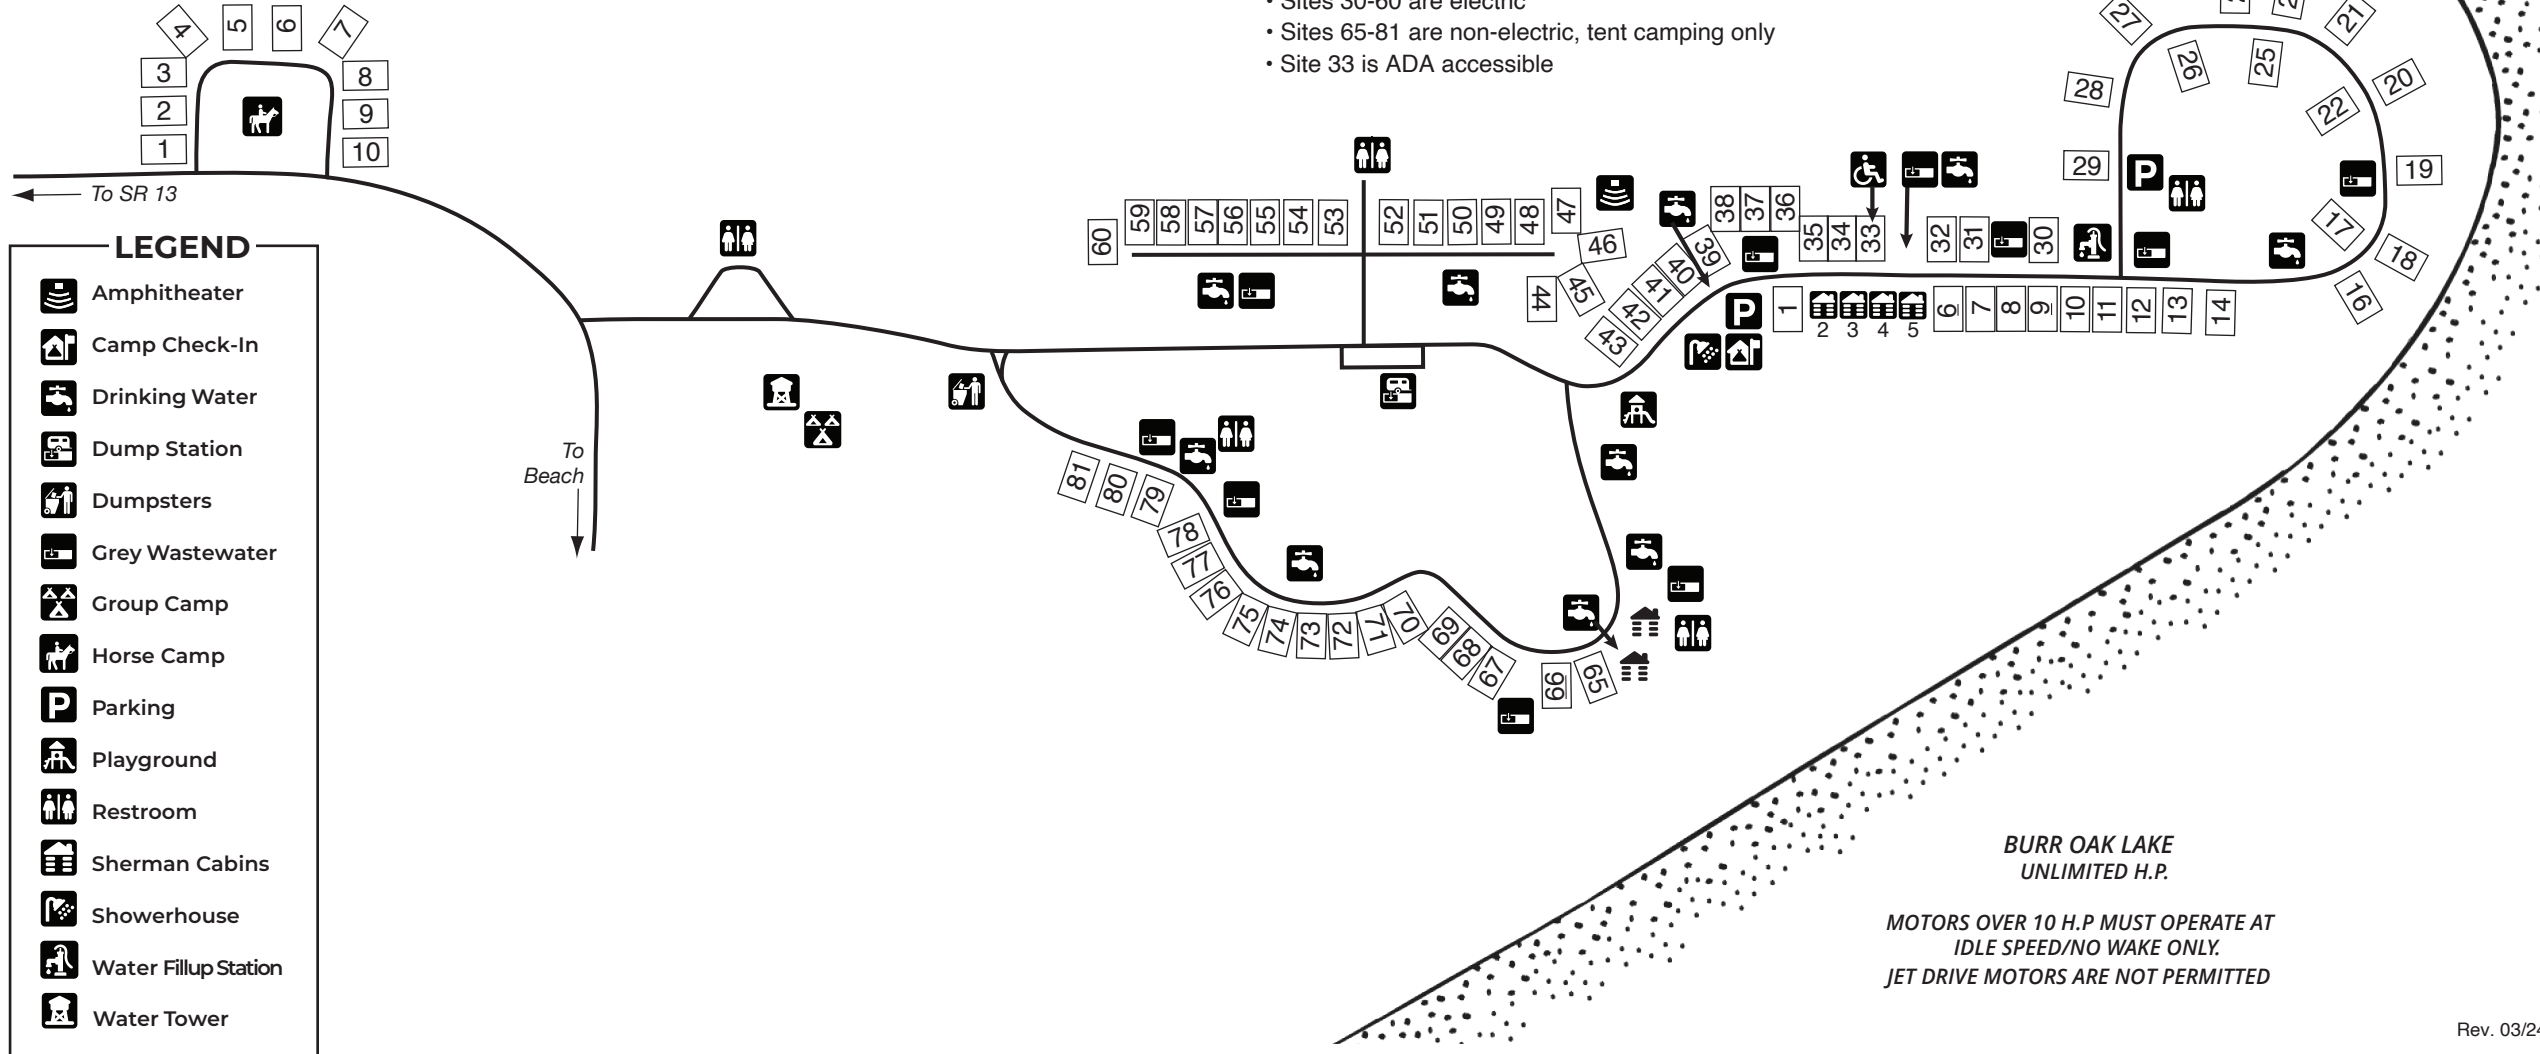 • Sites 30-60 are electric
• Sites 65-81 are non-electric, tent camping only
• Site 33 is ADA accessible
4 5 6 7
3 8
2 9
1 10
To SR 13
LEGEND
Amphitheater
Camp Check-In
Drinking Water
Dump Station
Dumpsters
Grey Wastewater
Group Camp
Horse Camp
P Parking
Playground
Restroom
Sherman Cabins
Showerhouse
Water Fillup Station
Water Tower
To
Beach
60 59 58 57 56 55 54 53 52 51 50 49 48 47
46
45
44
43 42 41 40 39
38 37 36
35 34 33
32 31 30
P
1
2 3 4 5
6 7 8 9 10 11 12 13 14
27
21
28
26
25
20
22
29
P
19
17
18
16
81 80 79
78
77
76
75 74 73 72 71 70
69 68 67
66 65
BURR OAK LAKE
UNLIMITED H.P.
MOTORS OVER 10 H.P MUST OPERATE AT
IDLE SPEED/NO WAKE ONLY.
JET DRIVE MOTORS ARE NOT PERMITTED
Rev. 03/24